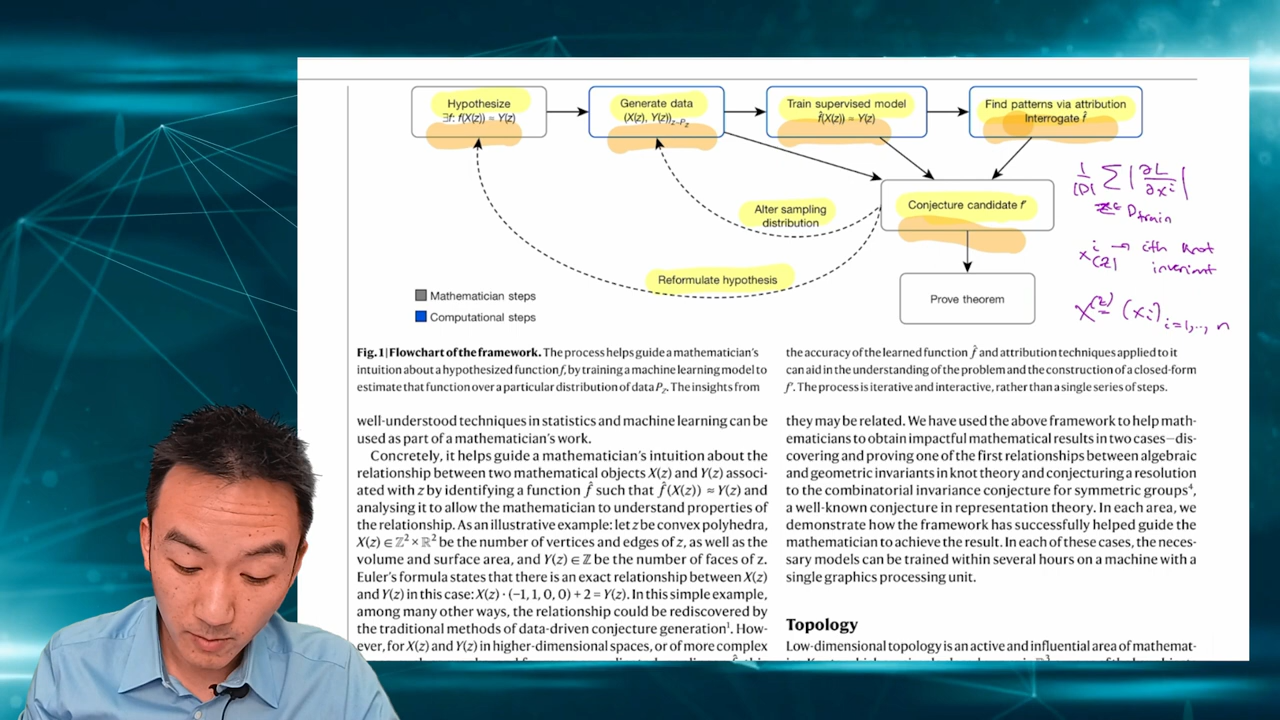 Hypothesize
∃f: f(X(z)) ≈ Y(z)
Generate data
(X(z), Y(z))z~Pz
Train supervised model
f̂(X(z)) ≈ Y(z)
Find patterns via attribution
Interrogate f̂
Conjecture candidate f′
Alter sampling
distribution
Reformulate hypothesis
Prove theorem
Mathematician steps
Computational steps
1/|D| Σ |∂L/∂xⁱ|
z∈ D train
xⁱ(z) → ith knot
invariant
X(z) = (xi) i=1,.., n
Fig. 1 | Flowchart of the framework. The process helps guide a mathematician's
intuition about a hypothesized function f, by training a machine learning model to
estimate that function over a particular distribution of data Pz. The insights from
the accuracy of the learned function f̂ and attribution techniques applied to it
can aid in the understanding of the problem and the construction of a closed-form
f′. The process is iterative and interactive, rather than a single series of steps.
well-understood techniques in statistics and machine learning can be
used as part of a mathematician's work.
Concretely, it helps guide a mathematician's intuition about the
relationship between two mathematical objects X(z) and Y(z) associ-
ated with z by identifying a function f̂ such that f̂(X(z)) ≈ Y(z) and
analysing it to allow the mathematician to understand properties of
the relationship. As an illustrative example: let z be convex polyhedra,
X(z) ∈ ℤ² × ℝ² be the number of vertices and edges of z, as well as the
volume and surface area, and Y(z) ∈ ℤ be the number of faces of z.
Euler's formula states that there is an exact relationship between X(z)
and Y(z) in this case: X(z) · (−1, 1, 0, 0) + 2 = Y(z). In this simple example,
among many other ways, the relationship could be rediscovered by
the traditional methods of data-driven conjecture generation¹. How-
ever, for X(z) and Y(z) in higher-dimensional spaces, or of more complex
they may be related. We have used the above framework to help math-
ematicians to obtain impactful mathematical results in two cases—dis-
covering and proving one of the first relationships between algebraic
and geometric invariants in knot theory and conjecturing a resolution
to the combinatorial invariance conjecture for symmetric groups⁴,
a well-known conjecture in representation theory. In each area, we
demonstrate how the framework has successfully helped guide the
mathematician to achieve the result. In each of these cases, the neces-
sary models can be trained within several hours on a machine with a
single graphics processing unit.
Topology
Low-dimensional topology is an active and influential area of mathemat-